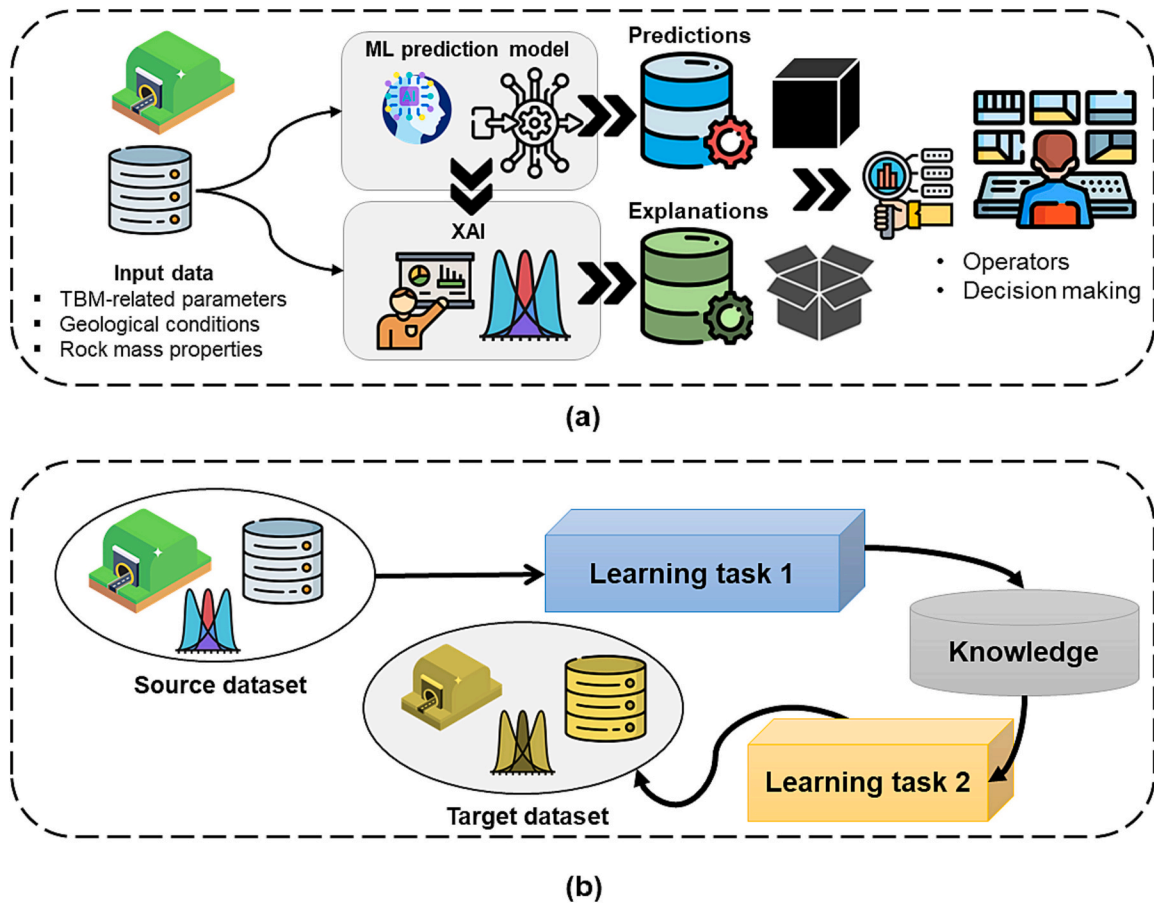 ML prediction model
AI
Predictions
XAI
Explanations
Input data
▪ TBM-related parameters
▪ Geological conditions
▪ Rock mass properties
• Operators
• Decision making
(a)
Source dataset
Learning task 1
Knowledge
Learning task 2
Target dataset
(b)